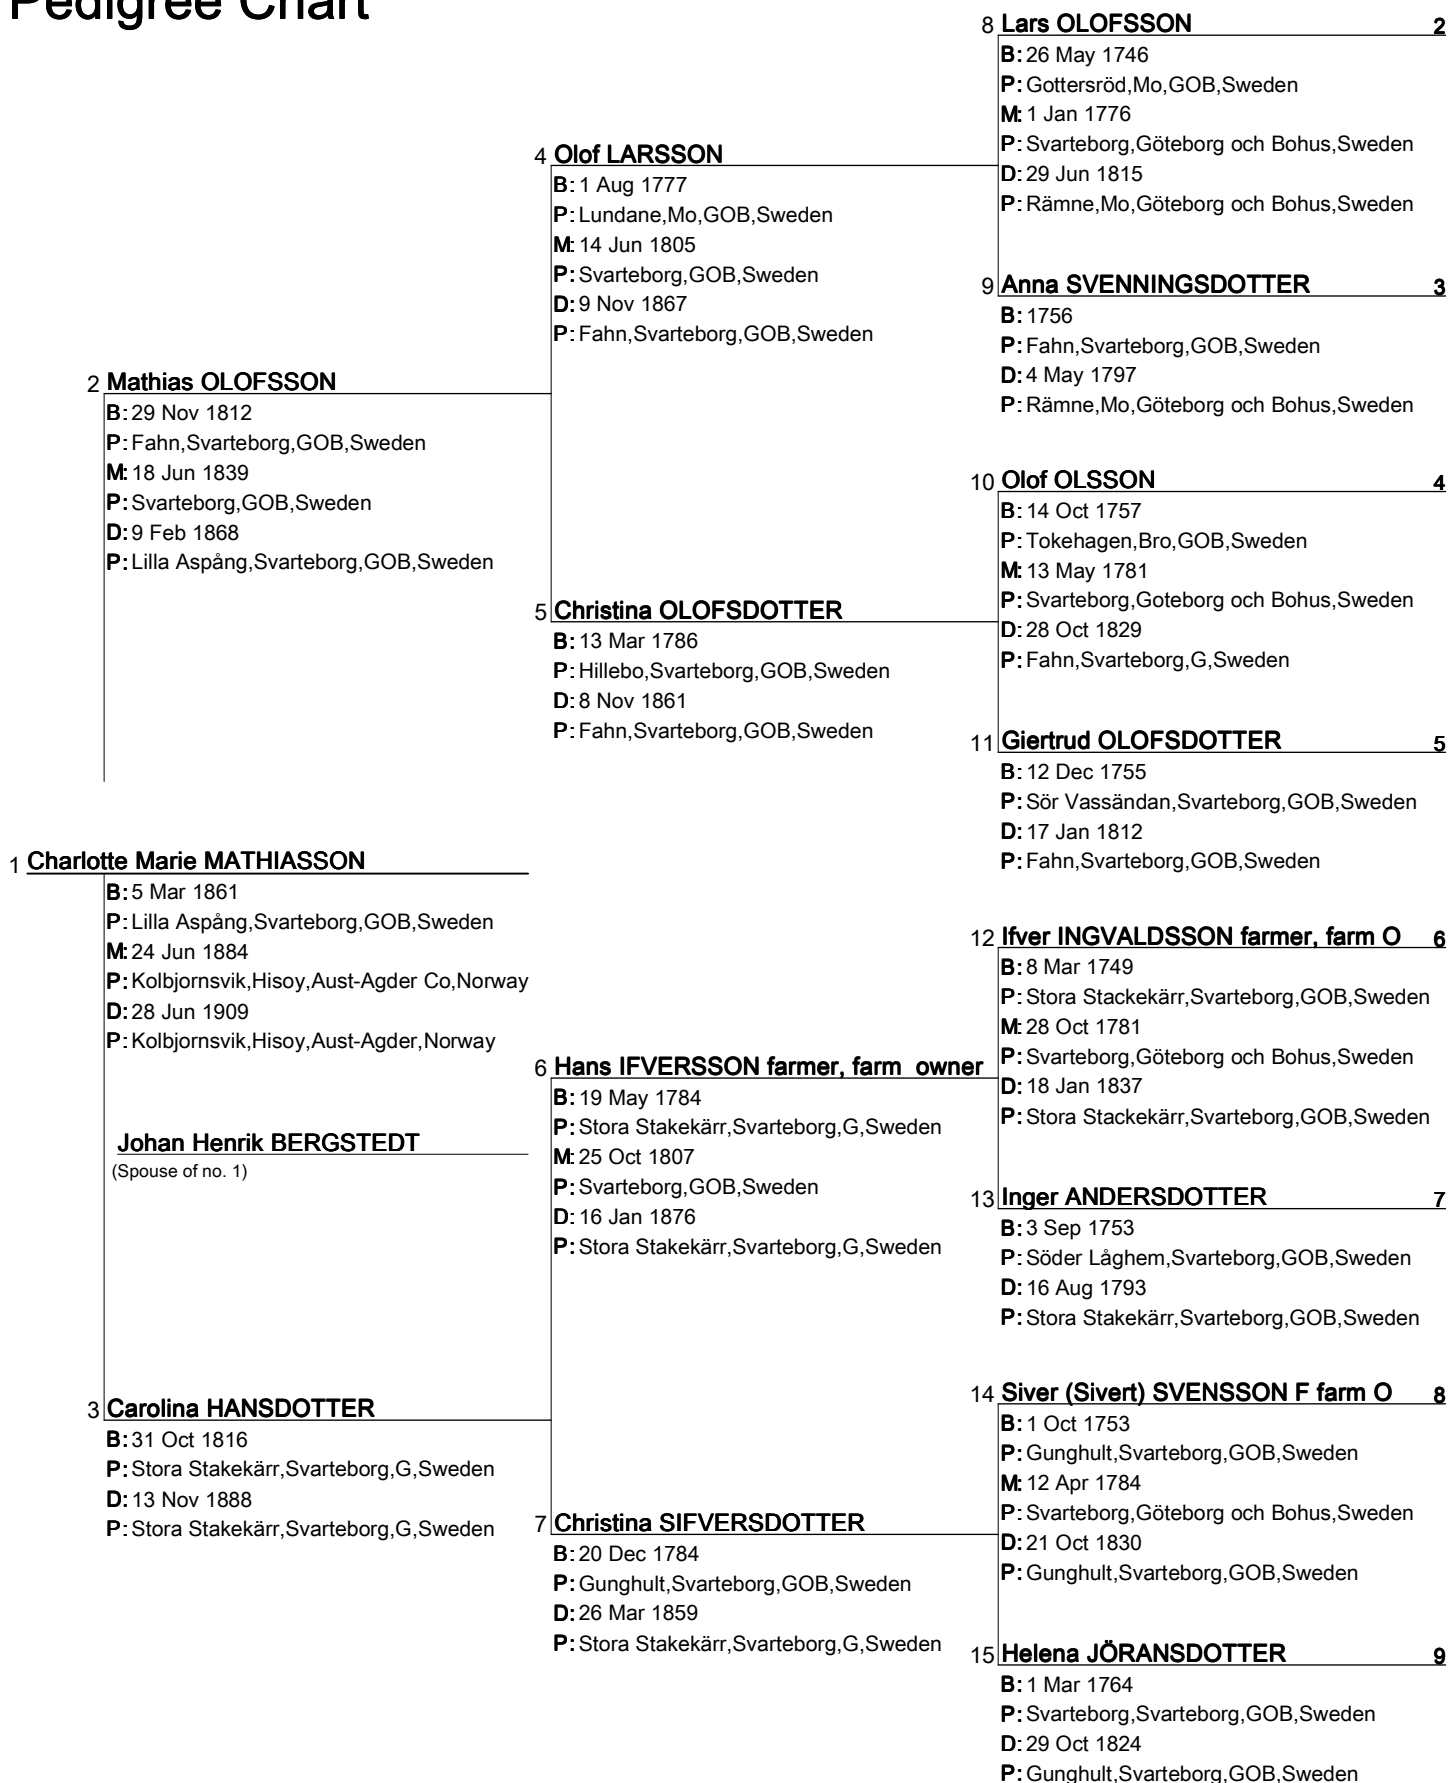 Pedigree Chart
8 Lars OLOFSSON 2
B: 26 May 1746
P: Gottersröd,Mo,GOB,Sweden
M: 1 Jan 1776
P: Svarteborg,Göteborg och Bohus,Sweden
D: 29 Jun 1815
P: Rämne,Mo,Göteborg och Bohus,Sweden
4 Olof LARSSON
B: 1 Aug 1777
P: Lundane,Mo,GOB,Sweden
M: 14 Jun 1805
P: Svarteborg,GOB,Sweden
D: 9 Nov 1867
P: Fahn,Svarteborg,GOB,Sweden
9 Anna SVENNINGSDOTTER 3
B: 1756
P: Fahn,Svarteborg,GOB,Sweden
D: 4 May 1797
P: Rämne,Mo,Göteborg och Bohus,Sweden
2 Mathias OLOFSSON
B: 29 Nov 1812
P: Fahn,Svarteborg,GOB,Sweden
M: 18 Jun 1839
P: Svarteborg,GOB,Sweden
D: 9 Feb 1868
P: Lilla Aspång,Svarteborg,GOB,Sweden
10 Olof OLSSON 4
B: 14 Oct 1757
P: Tokehagen,Bro,GOB,Sweden
M: 13 May 1781
P: Svarteborg,Goteborg och Bohus,Sweden
D: 28 Oct 1829
P: Fahn,Svarteborg,G,Sweden
5 Christina OLOFSDOTTER
B: 13 Mar 1786
P: Hillebo,Svarteborg,GOB,Sweden
D: 8 Nov 1861
P: Fahn,Svarteborg,GOB,Sweden
11 Giertrud OLOFSDOTTER 5
B: 12 Dec 1755
P: Sör Vassändan,Svarteborg,GOB,Sweden
D: 17 Jan 1812
P: Fahn,Svarteborg,GOB,Sweden
1 Charlotte Marie MATHIASSON
B: 5 Mar 1861
P: Lilla Aspång,Svarteborg,GOB,Sweden
M: 24 Jun 1884
P: Kolbjornsvik,Hisoy,Aust-Agder Co,Norway
D: 28 Jun 1909
P: Kolbjornsvik,Hisoy,Aust-Agder,Norway
Johan Henrik BERGSTEDT
(Spouse of no. 1)
12 Ifver INGVALDSSON farmer, farm O 6
B: 8 Mar 1749
P: Stora Stackekärr,Svarteborg,GOB,Sweden
M: 28 Oct 1781
P: Svarteborg,Göteborg och Bohus,Sweden
D: 18 Jan 1837
P: Stora Stackekärr,Svarteborg,GOB,Sweden
6 Hans IFVERSSON farmer, farm owner
B: 19 May 1784
P: Stora Stakekärr,Svarteborg,G,Sweden
M: 25 Oct 1807
P: Svarteborg,GOB,Sweden
D: 16 Jan 1876
P: Stora Stakekärr,Svarteborg,G,Sweden
13 Inger ANDERSDOTTER 7
B: 3 Sep 1753
P: Söder Låghem,Svarteborg,GOB,Sweden
D: 16 Aug 1793
P: Stora Stakekärr,Svarteborg,GOB,Sweden
3 Carolina HANSDOTTER
B: 31 Oct 1816
P: Stora Stakekärr,Svarteborg,G,Sweden
D: 13 Nov 1888
P: Stora Stakekärr,Svarteborg,G,Sweden
14 Siver (Sivert) SVENSSON F farm O 8
B: 1 Oct 1753
P: Gunghult,Svarteborg,GOB,Sweden
M: 12 Apr 1784
P: Svarteborg,Göteborg och Bohus,Sweden
D: 21 Oct 1830
P: Gunghult,Svarteborg,GOB,Sweden
7 Christina SIFVERSDOTTER
B: 20 Dec 1784
P: Gunghult,Svarteborg,GOB,Sweden
D: 26 Mar 1859
P: Stora Stakekärr,Svarteborg,G,Sweden
15 Helena JÖRANSDOTTER 9
B: 1 Mar 1764
P: Svarteborg,Svarteborg,GOB,Sweden
D: 29 Oct 1824
P: Gunghult,Svarteborg,GOB,Sweden